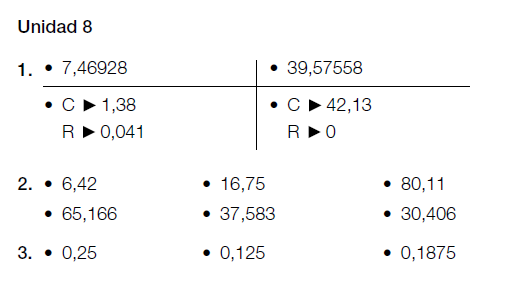 Unidad 8
1. • 7,46928 • 39,57558
• C ► 1,38 • C ► 42,13
R ► 0,041 R ► 0
2. • 6,42 • 16,75 • 80,11
• 65,166 • 37,583 • 30,406
3. • 0,25 • 0,125 • 0,1875